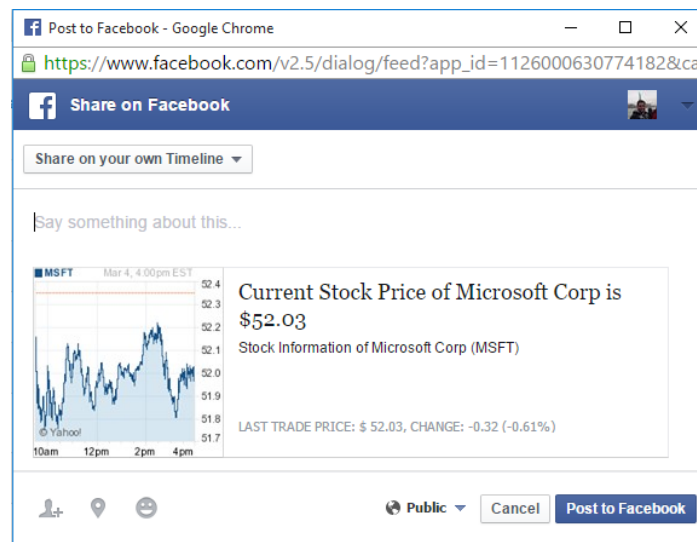 Post to Facebook - Google Chrome
https://www.facebook.com/v2.5/dialog/feed?app_id=1126000630774182&ca
f Share on Facebook
Share on your own Timeline
Say something about this...
MSFT Mar 4, 4:00pm EST
52.4
52.3
52.2
52.1
52.0
51.9
51.8
51.7
© Yahoo!
10am 12pm 2pm 4pm
Current Stock Price of Microsoft Corp is
$52.03
Stock Information of Microsoft Corp (MSFT)
LAST TRADE PRICE: $ 52.03, CHANGE: -0.32 (-0.61%)
Public Cancel Post to Facebook